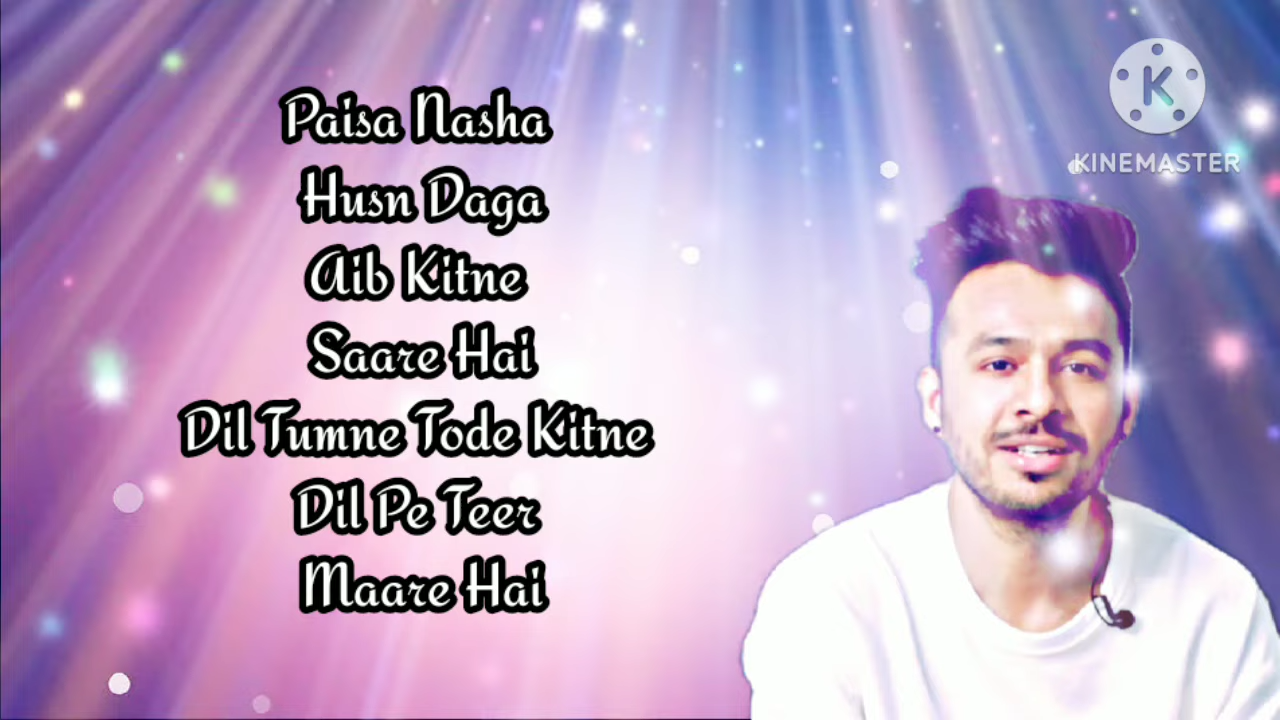 Paisa Nasha
Husn Daga
Aib Kitne
Saare Hai
Dil Tumne Tode Kitne
Dil Pe Teer
Maare Hai
K
KINEMASTER